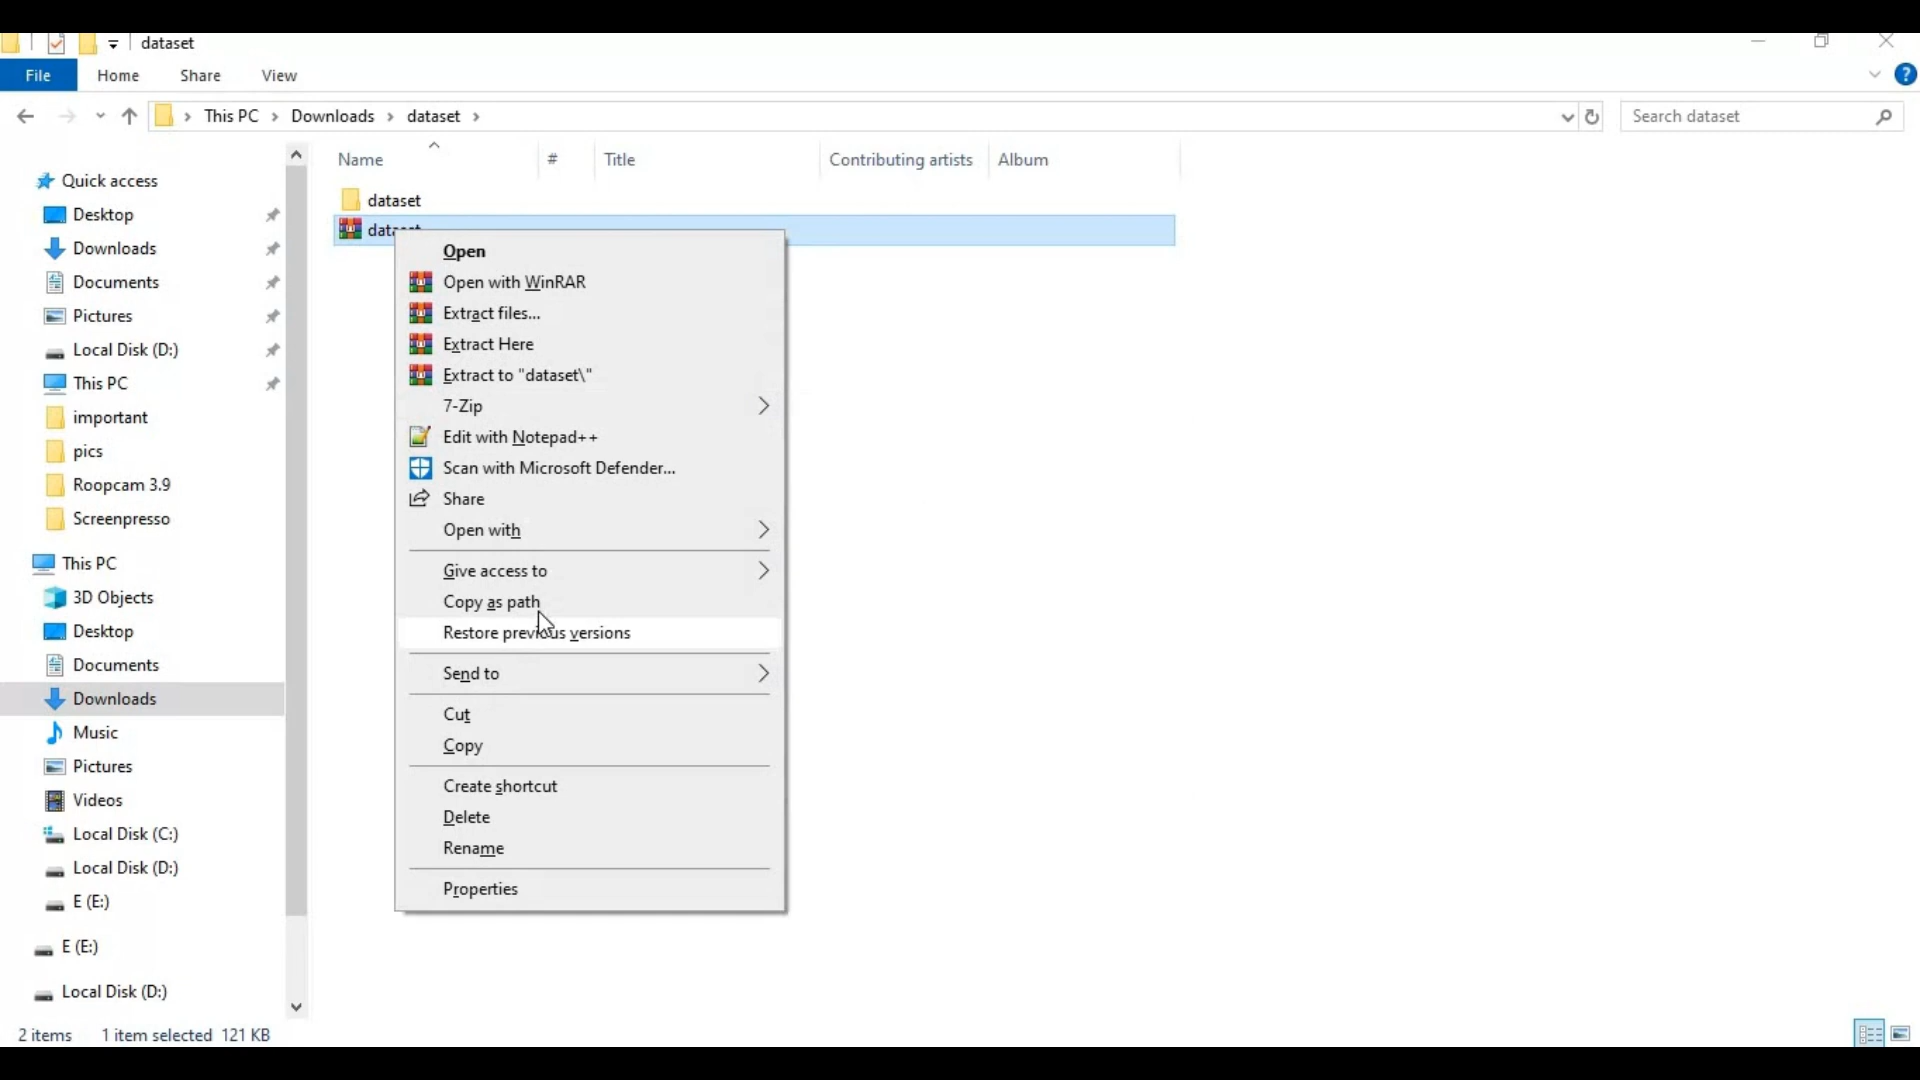 dataset
File Home Share View
This PC Downloads dataset Search dataset
Name # Title Contributing artists Album
Quick access
Desktop
Downloads
Documents
Pictures
Local Disk (D:)
This PC
important
pics
Roopcam 3.9
Screenpresso
This PC
3D Objects
Desktop
Documents
Downloads
Music
Pictures
Videos
Local Disk (C:)
Local Disk (D:)
E (E:)
E (E:)
Local Disk (D:)
dataset
dataset
Open
Open with WinRAR
Extract files...
Extract Here
Extract to "dataset\"
7-Zip
Edit with Notepad++
Scan with Microsoft Defender...
Share
Open with
Give access to
Copy as path
Restore previous versions
Send to
Cut
Copy
Create shortcut
Delete
Rename
Properties
2 items 1 item selected 121 KB